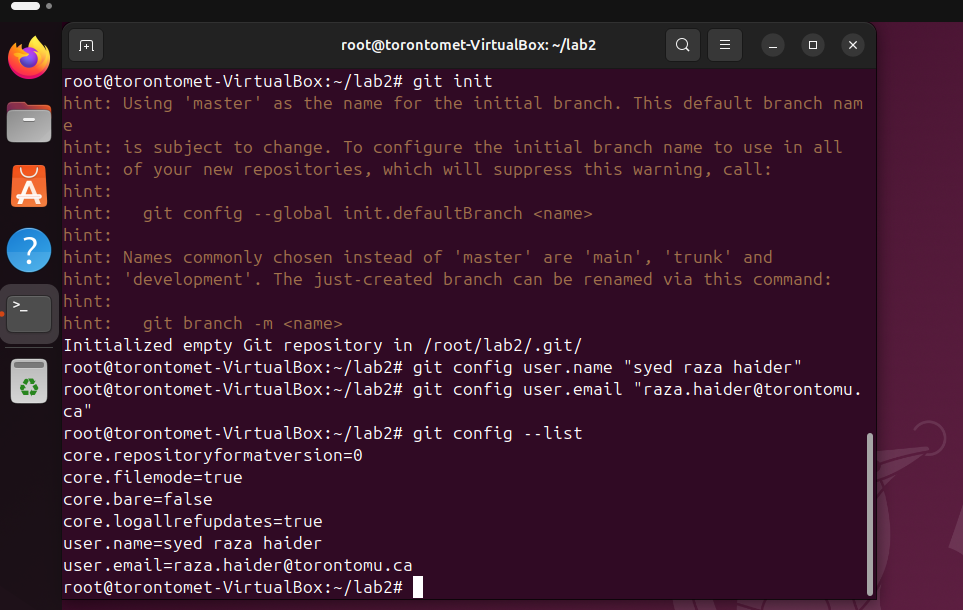 root@torontomet-VirtualBox: ~/lab2
root@torontomet-VirtualBox:~/lab2# git init
hint: Using 'master' as the name for the initial branch. This default branch nam
e
hint: is subject to change. To configure the initial branch name to use in all
hint: of your new repositories, which will suppress this warning, call:
hint:
hint:   git config --global init.defaultBranch <name>
hint:
hint: Names commonly chosen instead of 'master' are 'main', 'trunk' and
hint: 'development'. The just-created branch can be renamed via this command:
hint:
hint:   git branch -m <name>
Initialized empty Git repository in /root/lab2/.git/
root@torontomet-VirtualBox:~/lab2# git config user.name "syed raza haider"
root@torontomet-VirtualBox:~/lab2# git config user.email "raza.haider@torontomu.
ca"
root@torontomet-VirtualBox:~/lab2# git config --list
core.repositoryformatversion=0
core.filemode=true
core.bare=false
core.logallrefupdates=true
user.name=syed raza haider
user.email=raza.haider@torontomu.ca
root@torontomet-VirtualBox:~/lab2#